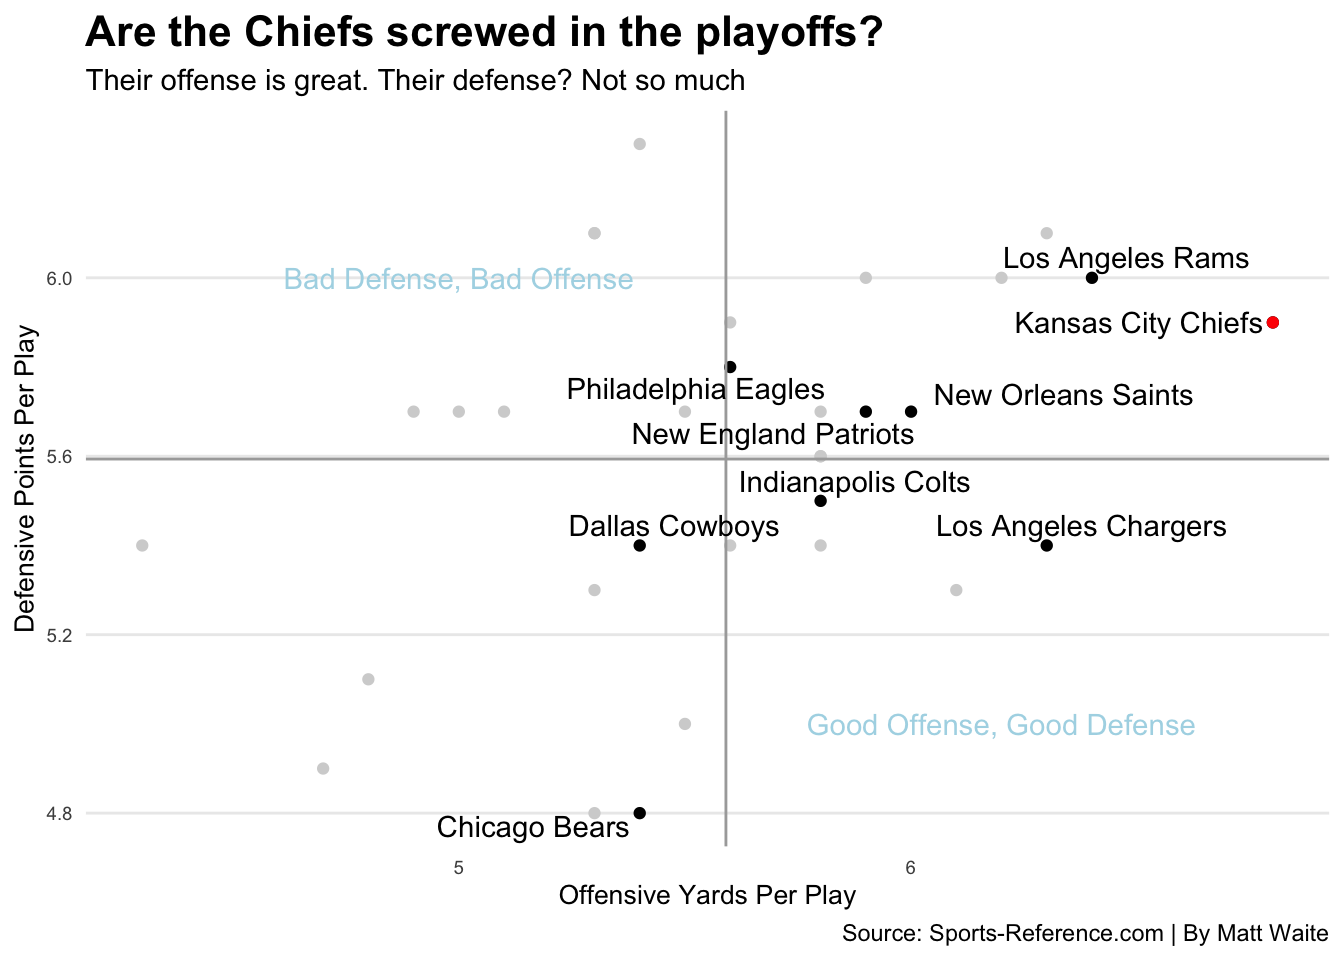 Are the Chiefs screwed in the playoffs?
Their offense is great. Their defense? Not so much
Los Angeles Rams
6.0
Bad Defense, Bad Offense
Kansas City Chiefs
Philadelphia Eagles
New Orleans Saints
New England Patriots
5.6
Indianapolis Colts
Dallas Cowboys
Los Angeles Chargers
5.2
Good Offense, Good Defense
4.8
Chicago Bears
Defensive Points Per Play
5
6
Offensive Yards Per Play
Source: Sports-Reference.com | By Matt Waite